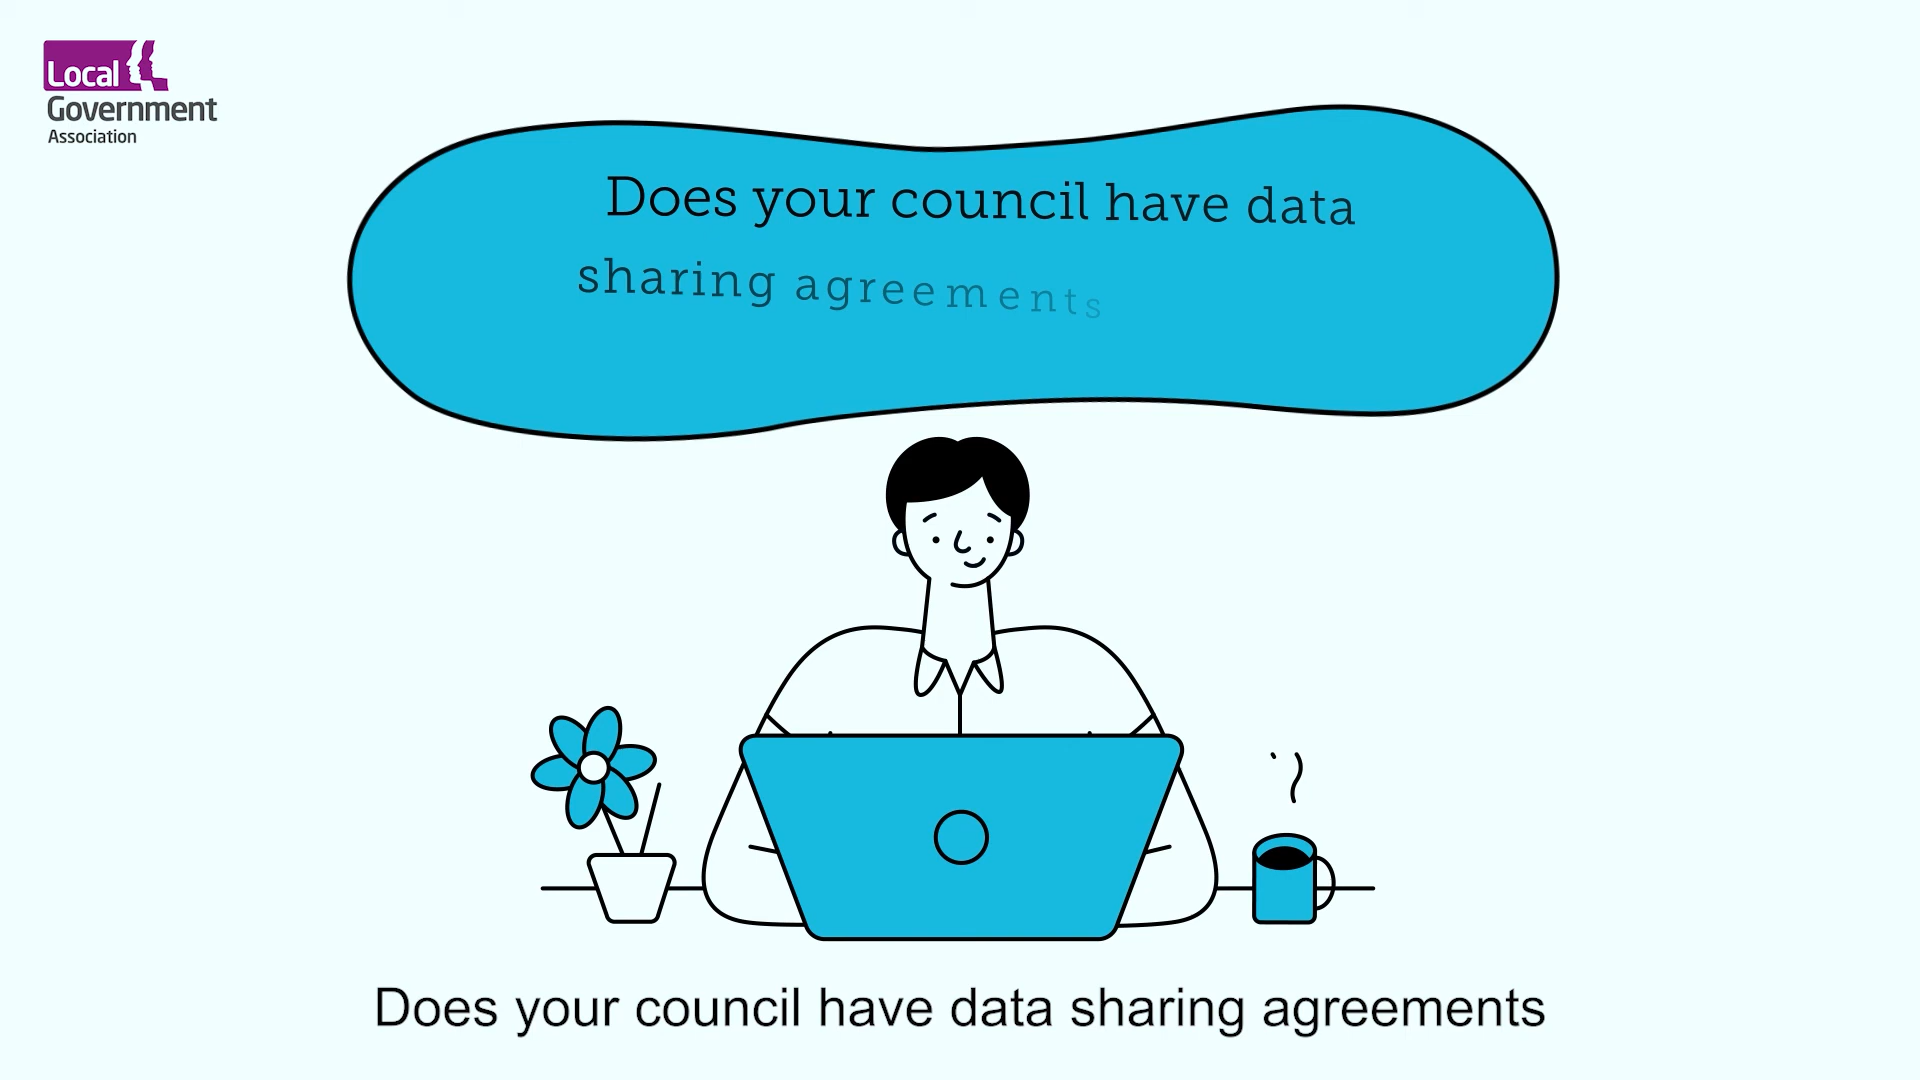 Local
Government
Association
Does your council have data
sharing agreements
Does your council have data sharing agreements